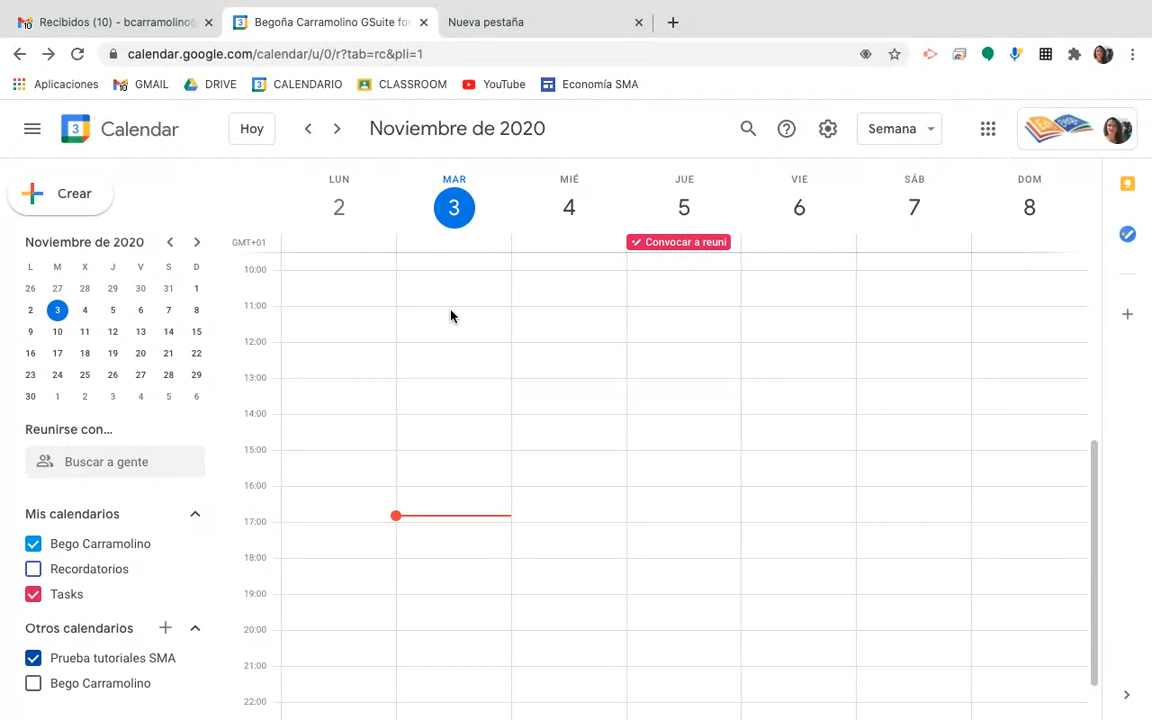 Recibidos (10) - bcarramolino@
Begoña Carramolino GSuite for
Nueva pestaña
calendar.google.com/calendar/u/0/r?tab=rc&pli=1
Aplicaciones GMAIL DRIVE CALENDARIO CLASSROOM YouTube Economía SMA
3 Calendar Hoy Noviembre de 2020 Semana
Crear
LUN MAR MIÉ JUE VIE SÁB DOM
2 3 4 5 6 7 8
GMT+01 Convocar a reuni
Noviembre de 2020
L M X J V S D
26 27 28 29 30 31 1
2 3 4 5 6 7 8
9 10 11 12 13 14 15
16 17 18 19 20 21 22
23 24 25 26 27 28 29
30 1 2 3 4 5 6
Reunirse con...
Buscar a gente
Mis calendarios
Bego Carramolino
Recordatorios
Tasks
Otros calendarios
Prueba tutoriales SMA
Bego Carramolino
10:00
11:00
12:00
13:00
14:00
15:00
16:00
17:00
18:00
19:00
20:00
21:00
22:00